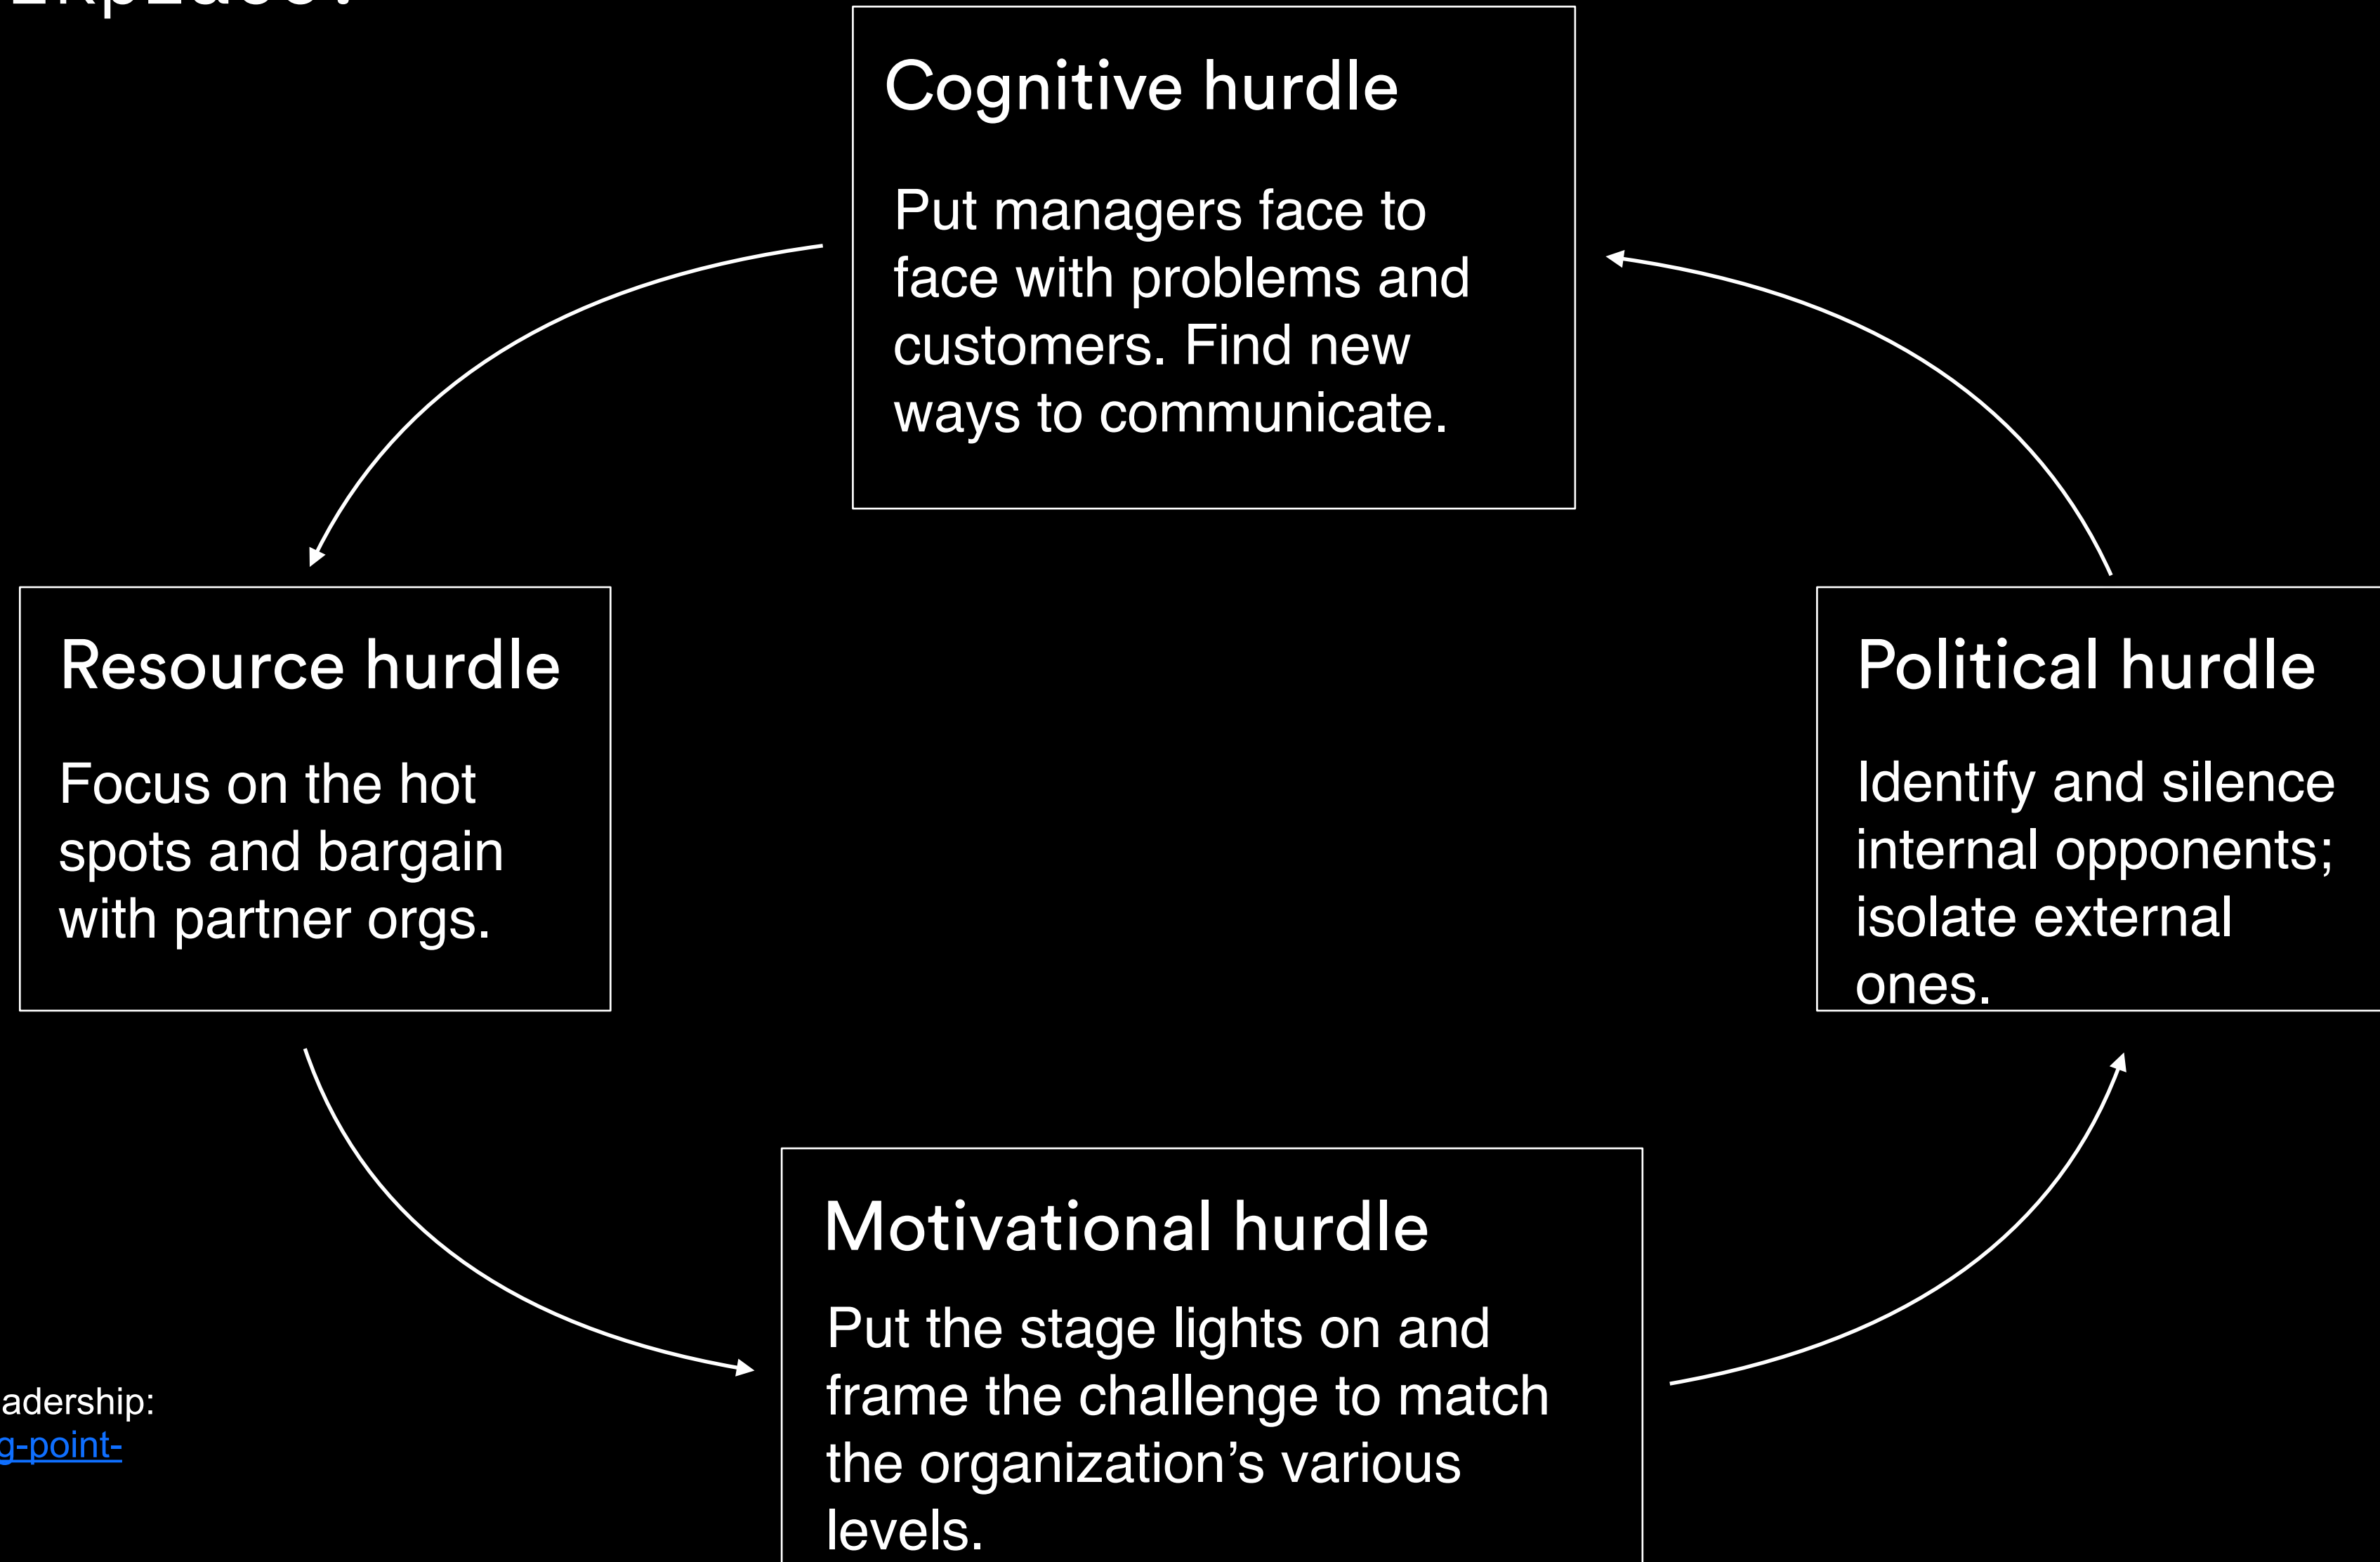 Cognitive hurdle
Put managers face to
face with problems and
customers. Find new
ways to communicate.
Resource hurdle
Focus on the hot
spots and bargain
with partner orgs.
Political hurdle
Identify and silence
internal opponents;
isolate external
ones.
Motivational hurdle
Put the stage lights on and
frame the challenge to match
the organization’s various
levels.
adership:
g-point-